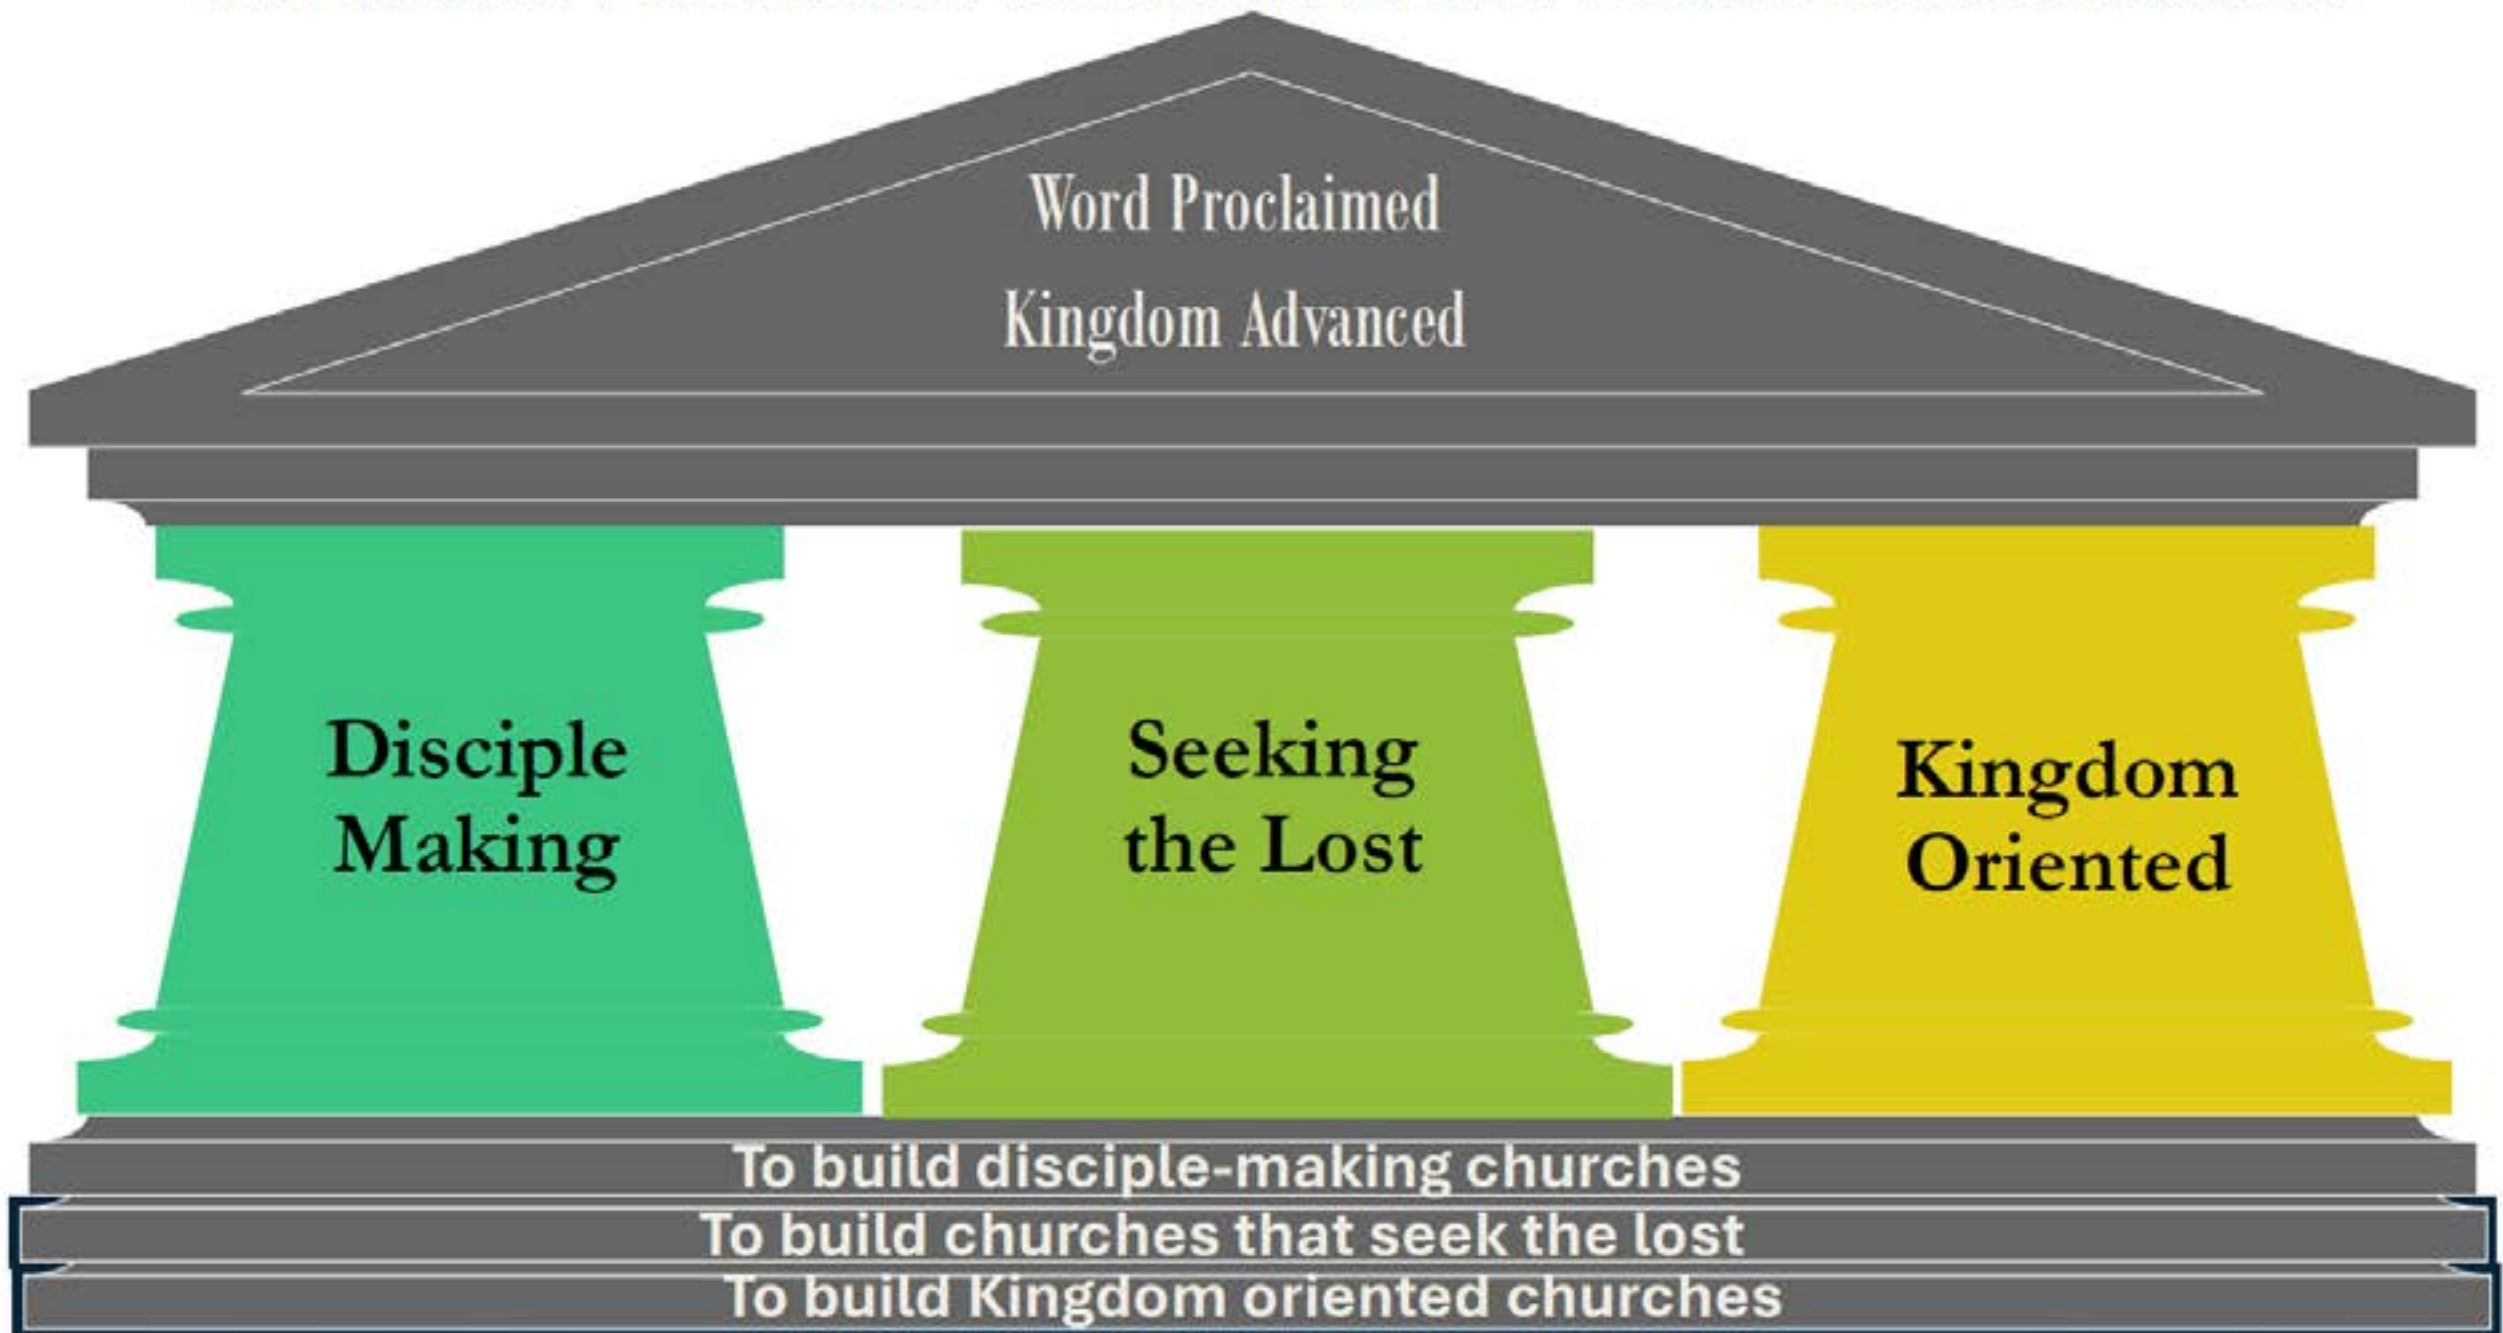 Word Proclaimed
Kingdom Advanced
Disciple
Making
Seeking
the Lost
Kingdom
Oriented
To build disciple-making churches
To build churches that seek the lost
To build Kingdom oriented churches